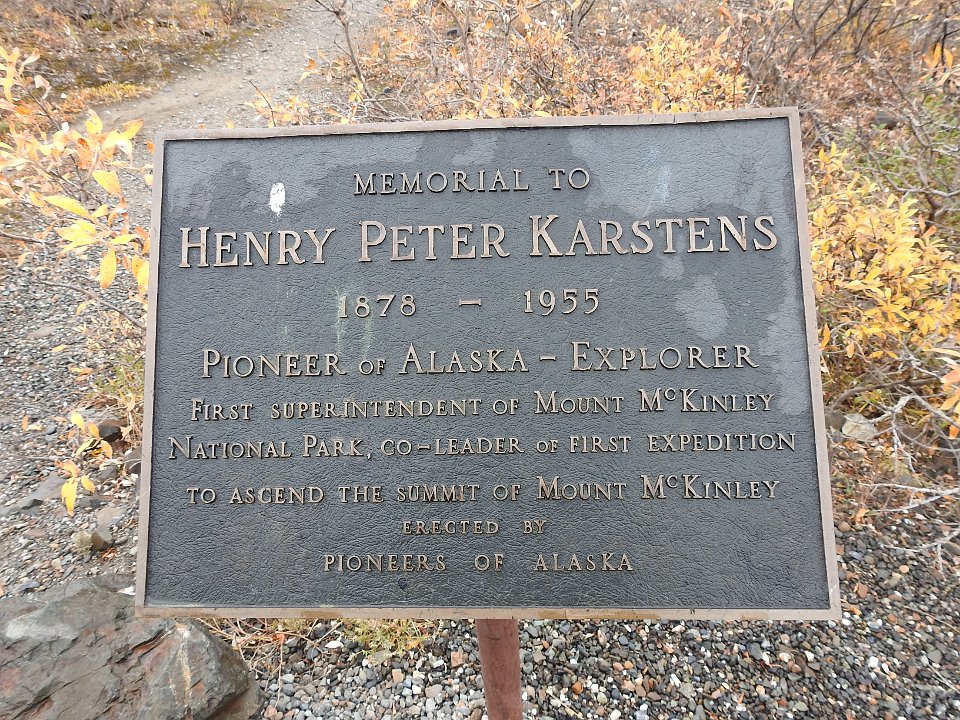 MEMORIAL TO
HENRY PETER KARSTENS
1878 – 1955
PIONEER OF ALASKA – EXPLORER
FIRST SUPERINTENDENT OF MOUNT McKINLEY
NATIONAL PARK, CO–LEADER OF FIRST EXPEDITION
TO ASCEND THE SUMMIT OF MOUNT McKINLEY
ERECTED BY
PIONEERS OF ALASKA